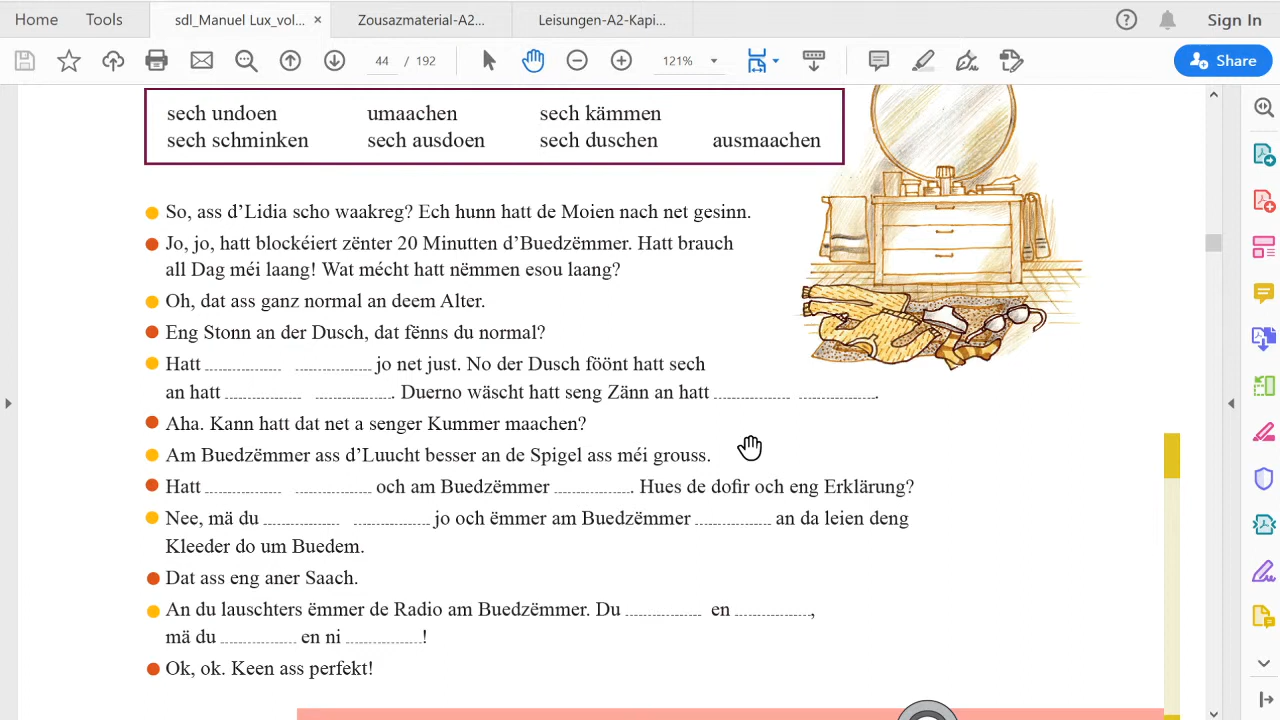 Home Tools sdl_Manuel Lux_vol... × Zousazmaterial-A2... Leisungen-A2-Kapi... Sign In
44 / 192 121% Share
sech undoen umaachen sech kämmen
sech schminken sech ausdoen sech duschen ausmaachen
So, ass d’Lidia scho waakreg? Ech hunn hatt de Moien nach net gesinn.
Jo, jo, hatt blockéiert zënter 20 Minutten d’Buedzëmmer. Hatt brauch
all Dag méi laang! Wat mécht hatt nëmmen esou laang?
Oh, dat ass ganz normal an deem Alter.
Eng Stonn an der Dusch, dat fënns du normal?
Hatt .................... .................... jo net just. No der Dusch föönt hatt sech
an hatt .................... ..................... Duerno wäscht hatt seng Zänn an hatt .................... .....................
Aha. Kann hatt dat net a senger Kummer maachen?
Am Buedzëmmer ass d’Luucht besser an de Spigel ass méi grouss.
Hatt .................... .................... och am Buedzëmmer ..................... Hues de dofir och eng Erklärung?
Nee, mä du .................... .................... jo och ëmmer am Buedzëmmer .................... an da leien deng
Kleeder do um Buedem.
Dat ass eng aner Saach.
An du lauschters ëmmer de Radio am Buedzëmmer. Du .................... en ....................,
mä du .................... en ni ....................!
Ok, ok. Keen ass perfekt!